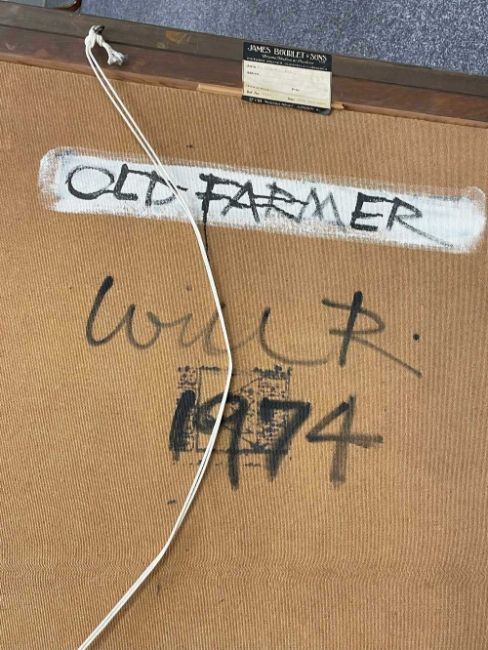 JAMES BOURLET & SONS
OLD-FARMER
Will R.
1974